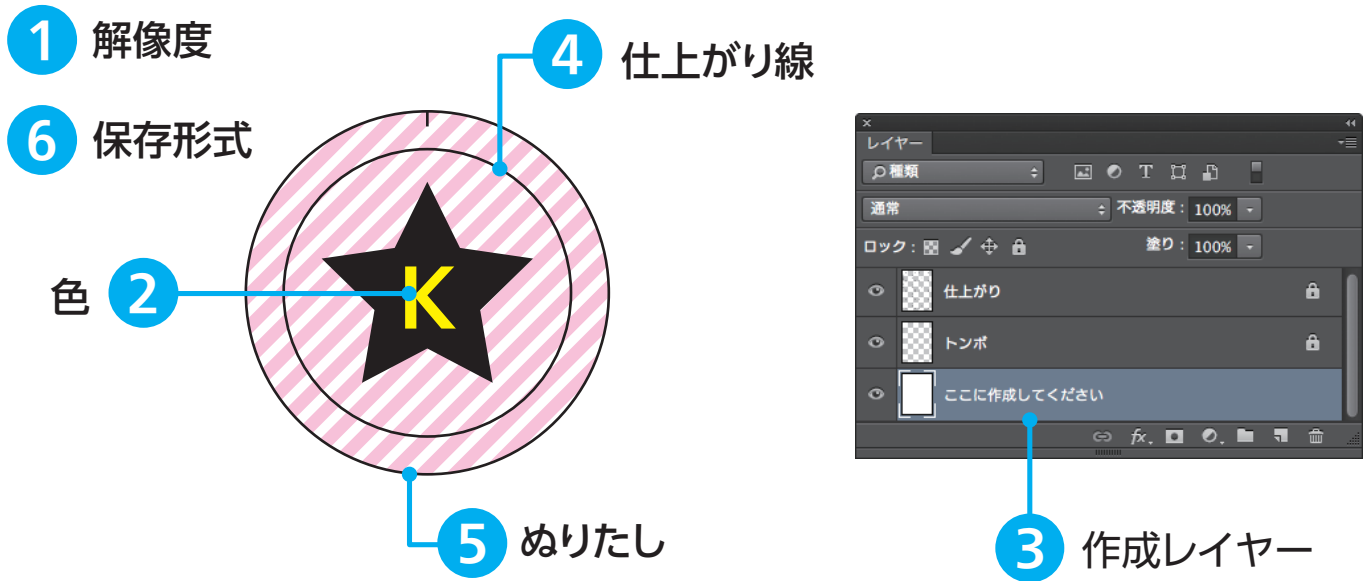 1 解像度
6 保存形式
4 仕上がり線
色 2
K
5 ぬりたし
レイヤー
種類
T
通常
不透明度： 100%
ロック：
塗り： 100%
仕上がり
トンボ
ここに作成してください
fx.
3 作成レイヤー